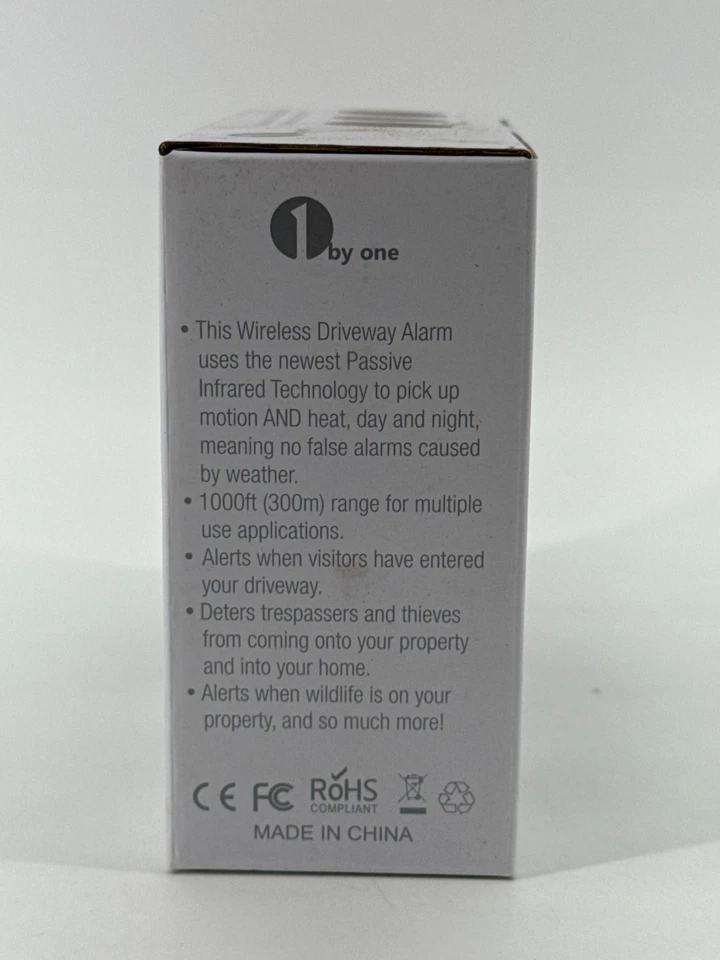 1 by one
• This Wireless Driveway Alarm
uses the newest Passive
Infrared Technology to pick up
motion AND heat, day and night,
meaning no false alarms caused
by weather.
• 1000ft (300m) range for multiple
use applications.
• Alerts when visitors have entered
your driveway.
• Deters trespassers and thieves
from coming onto your property
and into your home.
• Alerts when wildlife is on your
property, and so much more!
CE FC RoHS
COMPLIANT
MADE IN CHINA